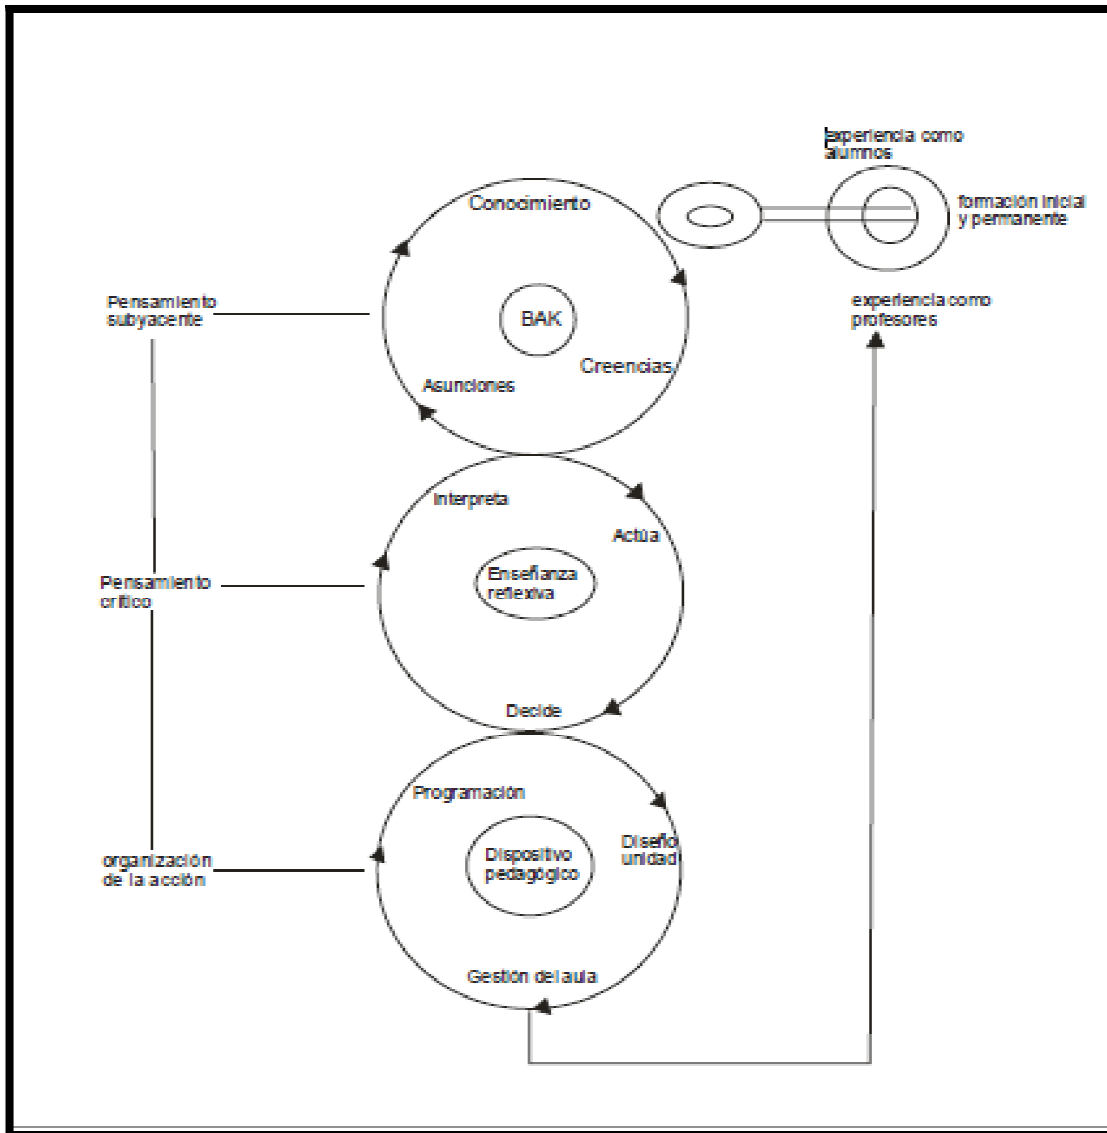 experiencia como
alumnos
formación inicial
y permanente
experiencia como
profesores
Conocimiento
BAK
Creencias
Asunciones
Pensamiento
subyacente
Interpreta
Actúa
Enseñanza
reflexiva
Decide
Pensamiento
crítico
Programación
Diseño
unidad
Dispositivo
pedagógico
Gestión del aula
organización
de la acción